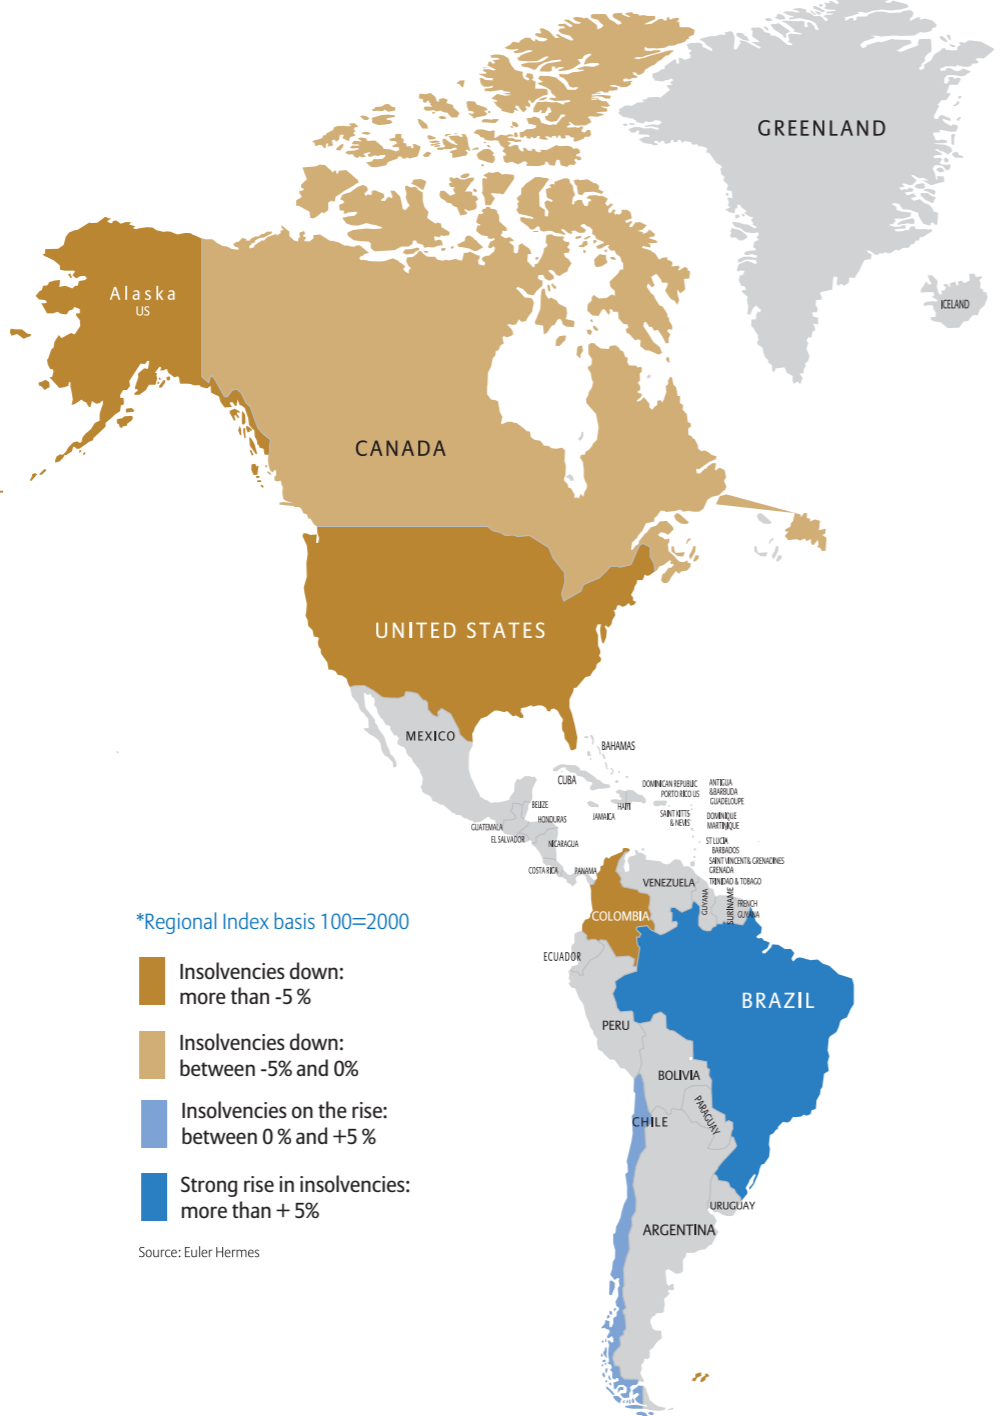 GREENLAND
ICELAND
Alaska
US
CANADA
UNITED STATES
MEXICO
BAHAMAS
CUBA
DOMINICAN REPUBLIC
PORTO RICO US
ANTIGUA
&BARBUDA
GUADELOUPE
HAITI
JAMAICA
SAINT KITTS
& NEVIS
DOMINIQUE
MARTINIQUE
BELIZE
HONDURAS
GUATEMALA
EL SALVADOR
NICARAGUA
COSTA RICA
PANAMA
ST LUCIA
BARBADOS
SAINT VINCENT & GRENADINES
GRENADA
TRINIDAD & TOBAGO
VENEZUELA
GUYANA
SURINAME
FRENCH
GUYANA
COLOMBIA
ECUADOR
BRAZIL
PERU
BOLIVIA
PARAGUAY
CHILE
URUGUAY
ARGENTINA
*Regional Index basis 100=2000
Insolvencies down:
more than -5 %
Insolvencies down:
between -5% and 0%
Insolvencies on the rise:
between 0 % and +5 %
Strong rise in insolvencies:
more than + 5%
Source: Euler Hermes